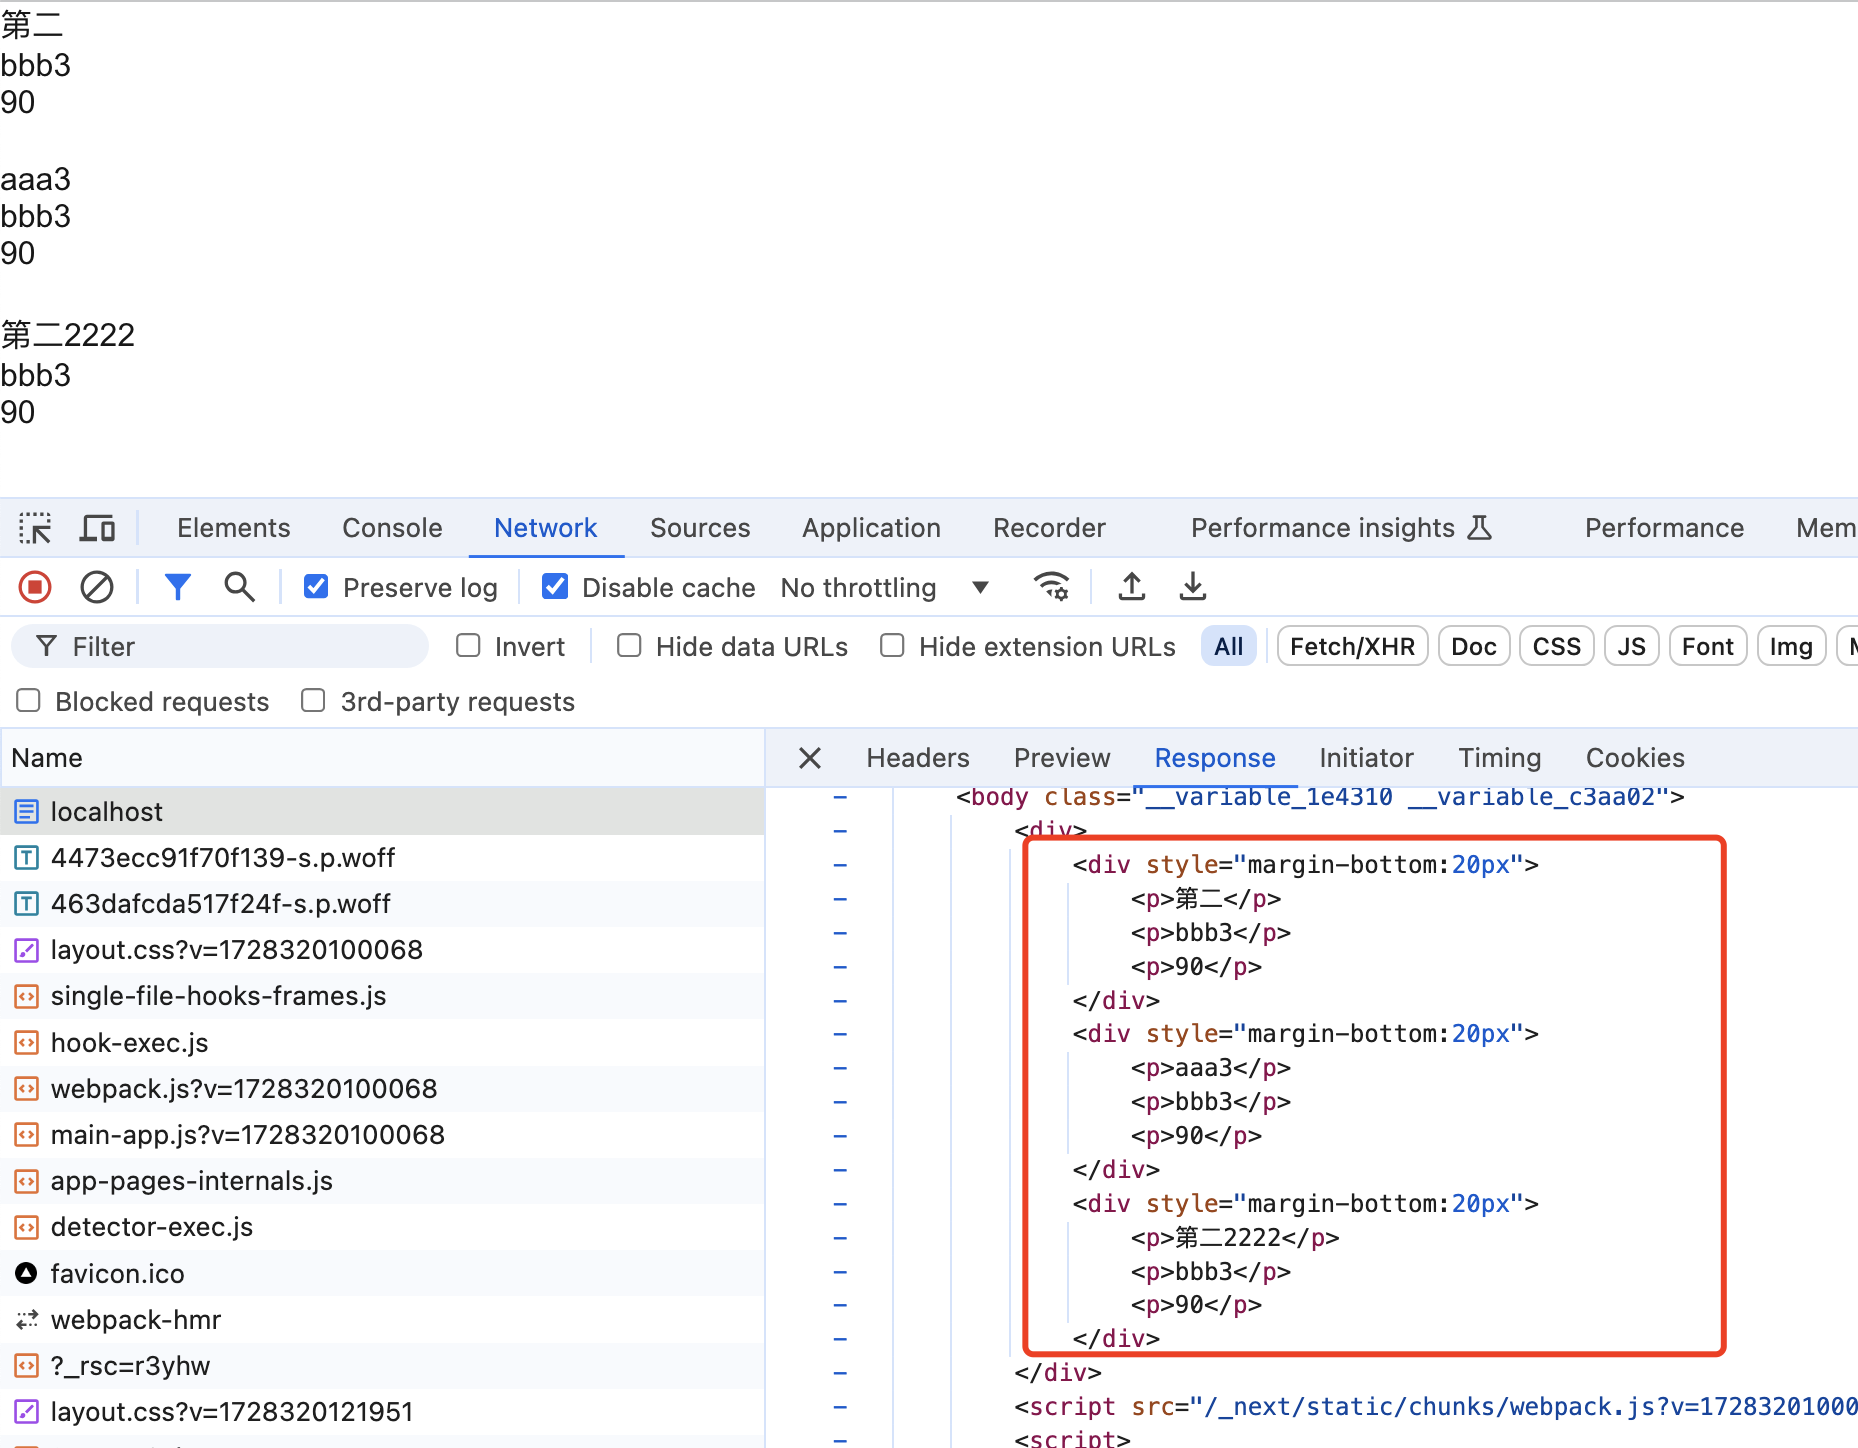 第二
bbb3
90
aaa3
bbb3
90
第二2222
bbb3
90
Elements Console Network Sources Application Recorder Performance insights Performance Mem
Preserve log Disable cache No throttling
Filter Invert Hide data URLs Hide extension URLs All Fetch/XHR Doc CSS JS Font Img
Blocked requests 3rd-party requests
Name
localhost
4473ecc91f70f139-s.p.woff
463dafcda517f24f-s.p.woff
layout.css?v=1728320100068
single-file-hooks-frames.js
hook-exec.js
webpack.js?v=1728320100068
main-app.js?v=1728320100068
app-pages-internals.js
detector-exec.js
favicon.ico
webpack-hmr
?_rsc=r3yhw
layout.css?v=1728320121951
Headers Preview Response Initiator Timing Cookies
<body class="__variable_1e4310 __variable_c3aa02">
<div>
<div style="margin-bottom:20px">
<p>第二</p>
<p>bbb3</p>
<p>90</p>
</div>
<div style="margin-bottom:20px">
<p>aaa3</p>
<p>bbb3</p>
<p>90</p>
</div>
<div style="margin-bottom:20px">
<p>第二2222</p>
<p>bbb3</p>
<p>90</p>
</div>
</div>
<script src="/_next/static/chunks/webpack.js?v=17283201000
<script>